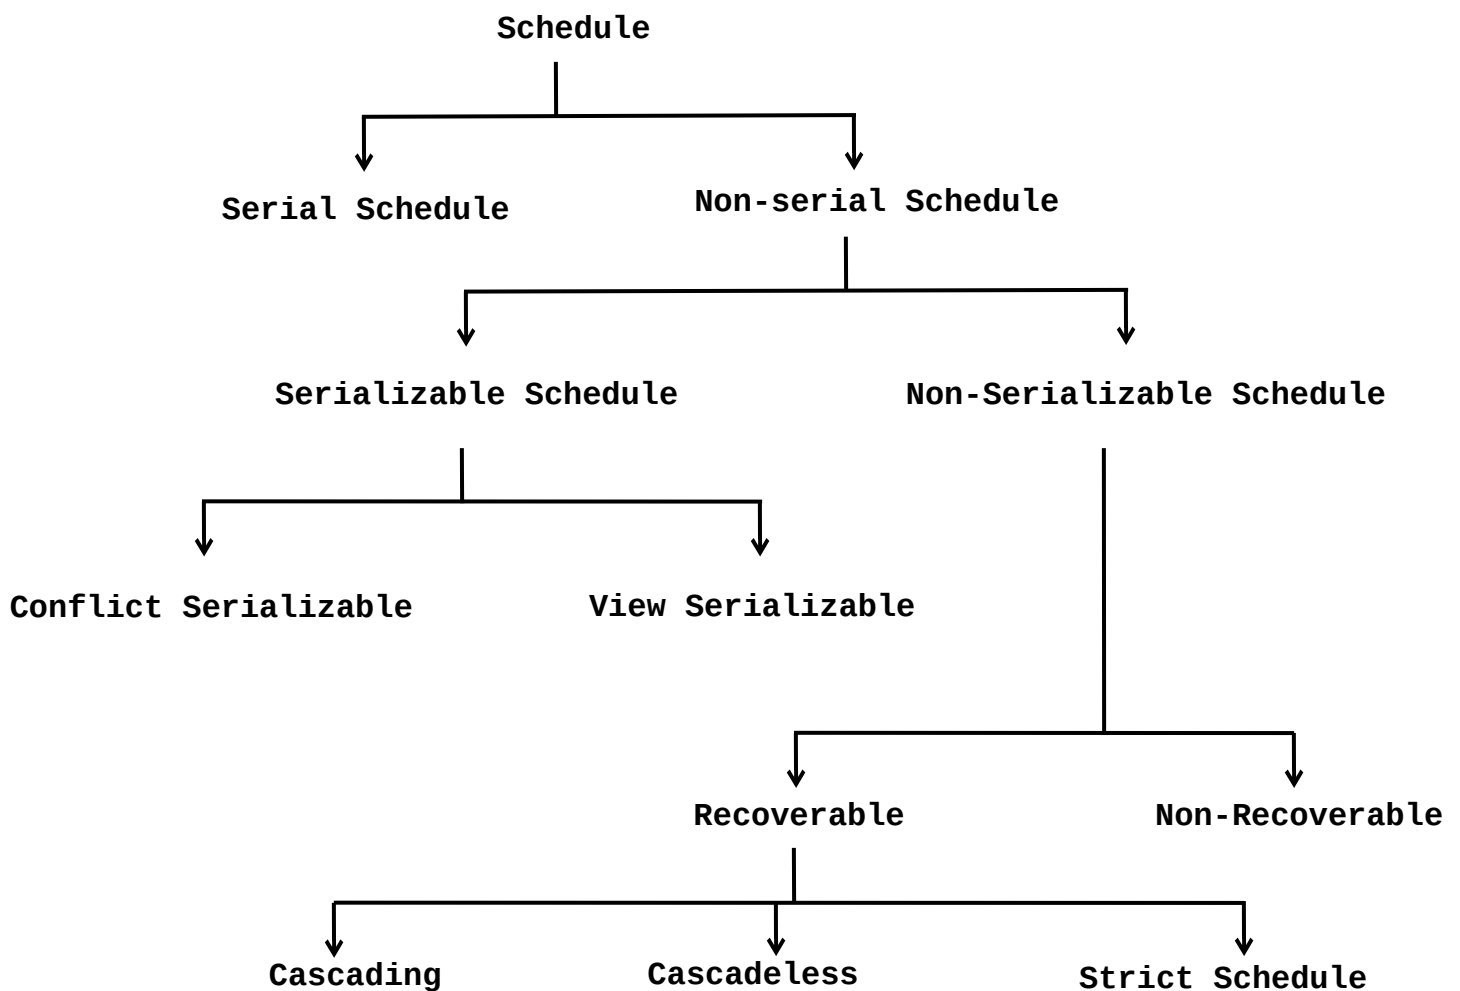 Schedule
Serial Schedule
Non-serial Schedule
Serializable Schedule
Non-Serializable Schedule
Conflict Serializable
View Serializable
Recoverable
Non-Recoverable
Cascading
Cascadeless
Strict Schedule